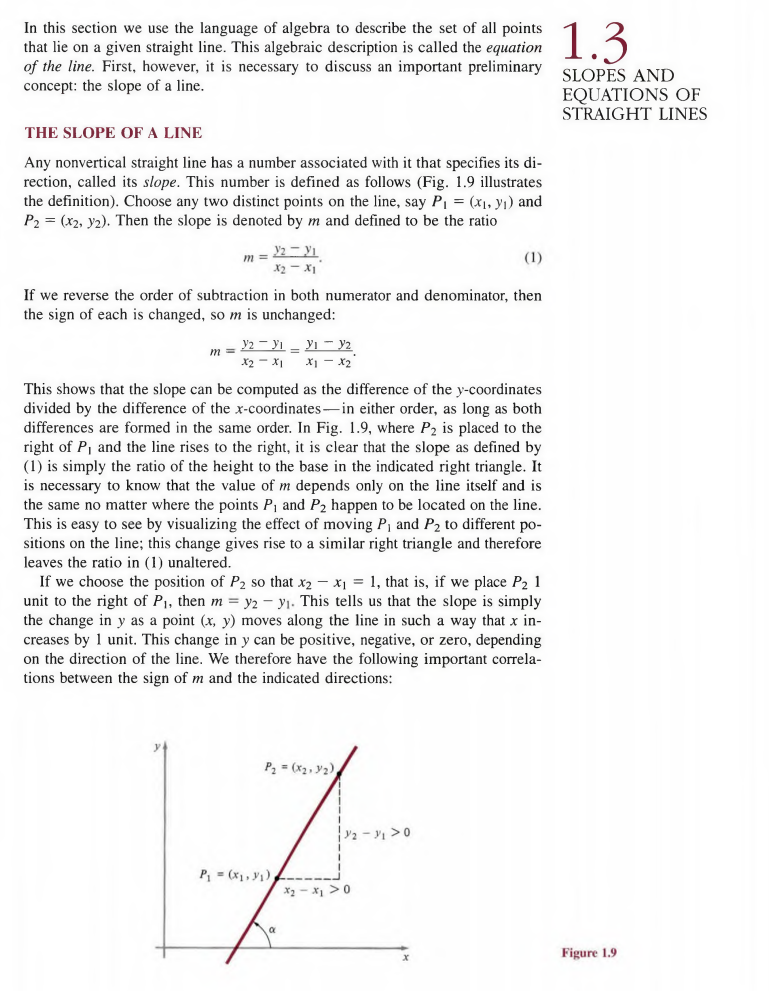 In this section we use the language of algebra to describe the set of all points
that lie on a given straight line. This algebraic description is called the equation
of the line. First, however, it is necessary to discuss an important preliminary
concept: the slope of a line.
1.3
SLOPES AND
EQUATIONS OF
STRAIGHT LINES
THE SLOPE OF A LINE
Any nonvertical straight line has a number associated with it that specifies its di-
rection, called its slope. This number is defined as follows (Fig. 1.9 illustrates
the definition). Choose any two distinct points on the line, say P₁ = (x₁, y₁) and
P₂ = (x₂, y₂). Then the slope is denoted by m and defined to be the ratio
m = (y₂ − y₁)/(x₂ − x₁). (1)
If we reverse the order of subtraction in both numerator and denominator, then
the sign of each is changed, so m is unchanged:
m = (y₂ − y₁)/(x₂ − x₁) = (y₁ − y₂)/(x₁ − x₂).
This shows that the slope can be computed as the difference of the y-coordinates
divided by the difference of the x-coordinates—in either order, as long as both
differences are formed in the same order. In Fig. 1.9, where P₂ is placed to the
right of P₁ and the line rises to the right, it is clear that the slope as defined by
(1) is simply the ratio of the height to the base in the indicated right triangle. It
is necessary to know that the value of m depends only on the line itself and is
the same no matter where the points P₁ and P₂ happen to be located on the line.
This is easy to see by visualizing the effect of moving P₁ and P₂ to different po-
sitions on the line; this change gives rise to a similar right triangle and therefore
leaves the ratio in (1) unaltered.
If we choose the position of P₂ so that x₂ − x₁ = 1, that is, if we place P₂ 1
unit to the right of P₁, then m = y₂ − y₁. This tells us that the slope is simply
the change in y as a point (x, y) moves along the line in such a way that x in-
creases by 1 unit. This change in y can be positive, negative, or zero, depending
on the direction of the line. We therefore have the following important correla-
tions between the sign of m and the indicated directions:
y
P₂ = (x₂, y₂)
y₂ − y₁ > 0
P₁ = (x₁, y₁)
x₂ − x₁ > 0
α
x
Figure 1.9